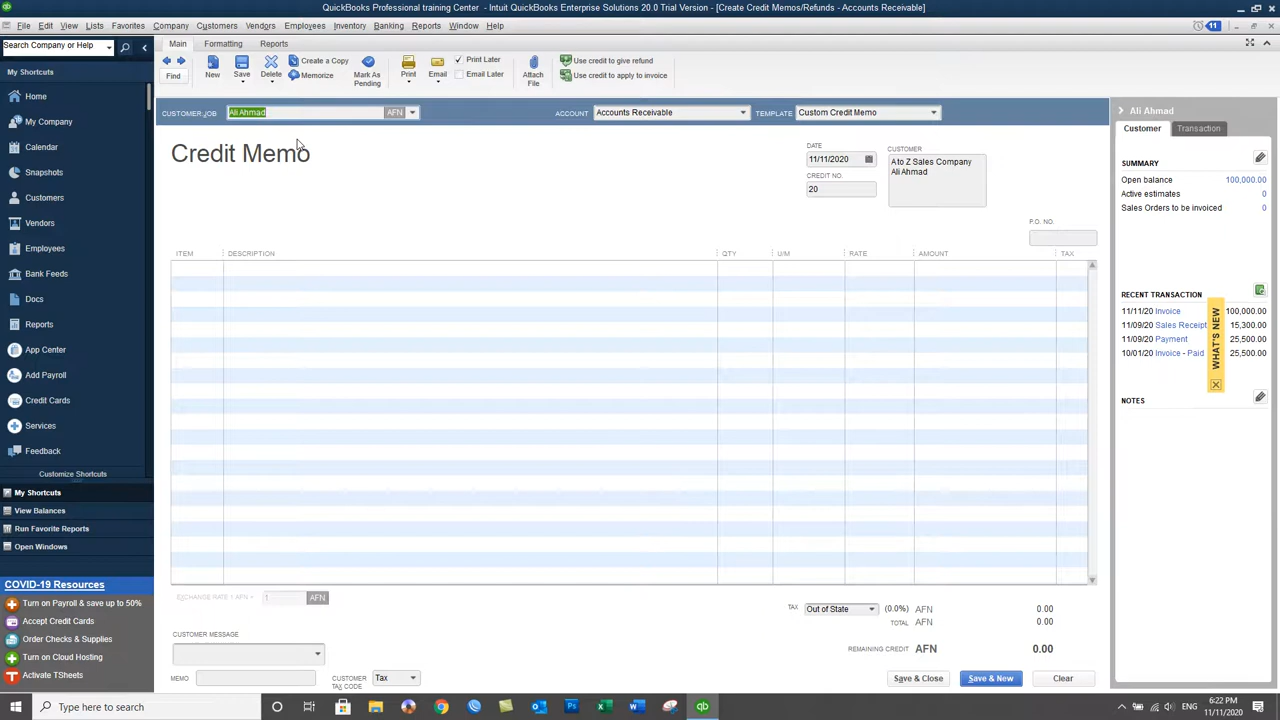 QuickBooks Professional training Center - Intuit QuickBooks Enterprise Solutions 20.0 Trial Version - [Create Credit Memos/Refunds - Accounts Receivable]
File Edit View Lists Favorites Company Customers Vendors Employees Inventory Banking Reports Window Help
11
Search Company or Help
My Shortcuts
Home
My Company
Calendar
Snapshots
Customers
Vendors
Employees
Bank Feeds
Docs
Reports
App Center
Add Payroll
Credit Cards
Services
Feedback
Customize Shortcuts
My Shortcuts
View Balances
Run Favorite Reports
Open Windows
COVID-19 Resources
Turn on Payroll & save up to 50%
Accept Credit Cards
Order Checks & Supplies
Turn on Cloud Hosting
Activate TSheets
Main Formatting Reports
Find
New
Save
Delete
Create a Copy
Memorize
Mark As
Pending
Print
Email
Print Later
Email Later
Attach
File
Use credit to give refund
Use credit to apply to invoice
CUSTOMER:JOB Ali Ahmad AFN ACCOUNT Accounts Receivable TEMPLATE Custom Credit Memo
Credit Memo
DATE
11/11/2020
CREDIT NO.
20
CUSTOMER
A to Z Sales Company
Ali Ahmad
P.O. NO.
ITEM DESCRIPTION QTY U/M RATE AMOUNT TAX
EXCHANGE RATE 1 AFN = 1 AFN
TAX Out of State (0.0%) AFN 0.00
TOTAL AFN 0.00
CUSTOMER MESSAGE
REMAINING CREDIT AFN 0.00
MEMO
CUSTOMER
TAX CODE
Tax
Save & Close Save & New Clear
Ali Ahmad
Customer Transaction
SUMMARY
Open balance 100,000.00
Active estimates 0
Sales Orders to be invoiced 0
RECENT TRANSACTION
11/11/20 Invoice 100,000.00
11/09/20 Sales Receipt 15,300.00
11/09/20 Payment 25,500.00
10/01/20 Invoice - Paid 25,500.00
WHAT'S NEW
NOTES
Type here to search
ENG
6:22 PM
11/11/2020